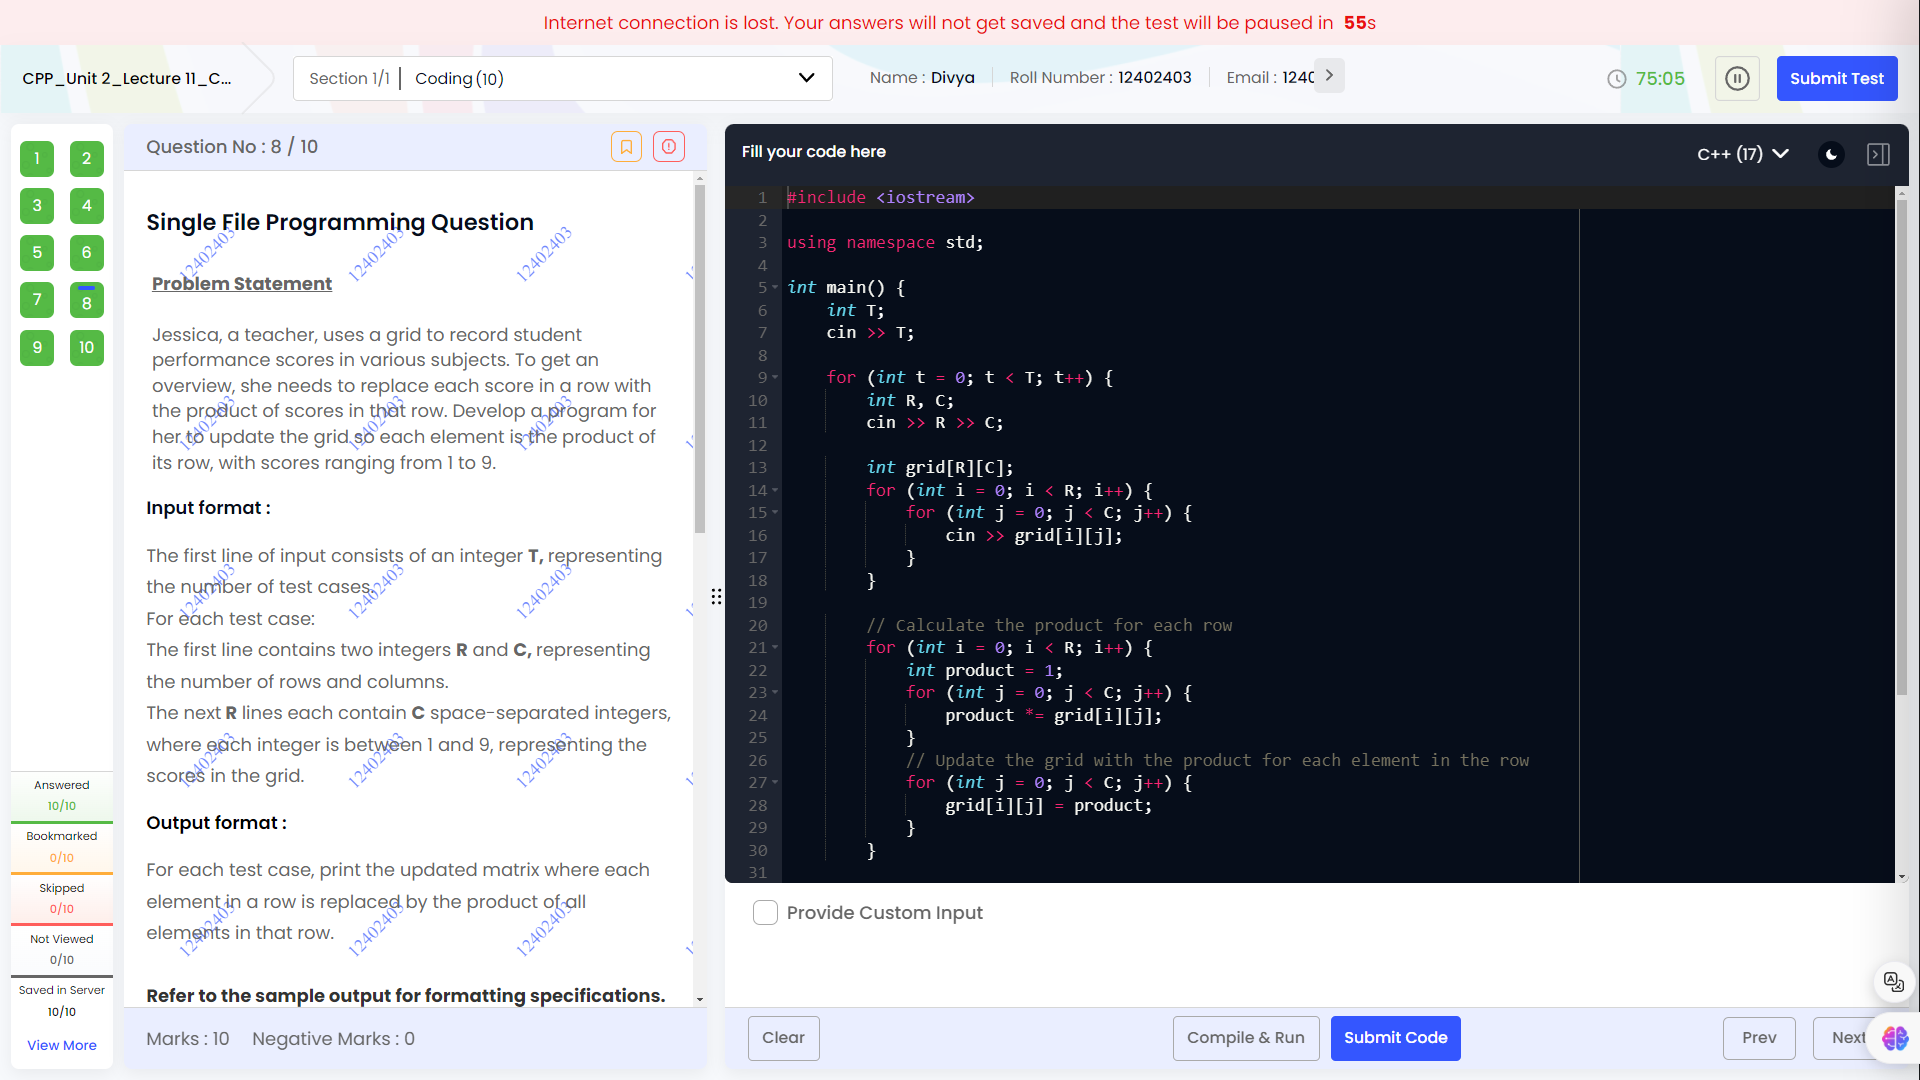 Internet connection is lost. Your answers will not get saved and the test will be paused in 55s
CPP_Unit 2_Lecture 11_C...
Section 1/1 | Coding (10)
Name : Divya
Roll Number : 12402403
Email : 1240
75:05
Submit Test
1 2
3 4
5 6
7 8
9 10
Answered
10/10
Bookmarked
0/10
Skipped
0/10
Not Viewed
0/10
Saved in Server
10/10
View More
Question No : 8 / 10
Single File Programming Question
Problem Statement
Jessica, a teacher, uses a grid to record student
performance scores in various subjects. To get an
overview, she needs to replace each score in a row with
the product of scores in that row. Develop a program for
her to update the grid so each element is the product of
its row, with scores ranging from 1 to 9.
Input format :
The first line of input consists of an integer T, representing
the number of test cases.
For each test case:
The first line contains two integers R and C, representing
the number of rows and columns.
The next R lines each contain C space-separated integers,
where each integer is between 1 and 9, representing the
scores in the grid.
Output format :
For each test case, print the updated matrix where each
element in a row is replaced by the product of all
elements in that row.
Refer to the sample output for formatting specifications.
12402403 12402403 12402403
12402403 12402403 12402403
12402403 12402403 12402403
12402403 12402403 12402403
12402403 12402403 12402403
Marks : 10 Negative Marks : 0
Fill your code here
C++ (17)
1 #include <iostream>
2
3 using namespace std;
4
5 int main() {
6 int T;
7 cin >> T;
8
9 for (int t = 0; t < T; t++) {
10 int R, C;
11 cin >> R >> C;
12
13 int grid[R][C];
14 for (int i = 0; i < R; i++) {
15 for (int j = 0; j < C; j++) {
16 cin >> grid[i][j];
17 }
18 }
19
20 // Calculate the product for each row
21 for (int i = 0; i < R; i++) {
22 int product = 1;
23 for (int j = 0; j < C; j++) {
24 product *= grid[i][j];
25 }
26 // Update the grid with the product for each element in the row
27 for (int j = 0; j < C; j++) {
28 grid[i][j] = product;
29 }
30 }
31
Provide Custom Input
Clear
Compile & Run
Submit Code
Prev
Next